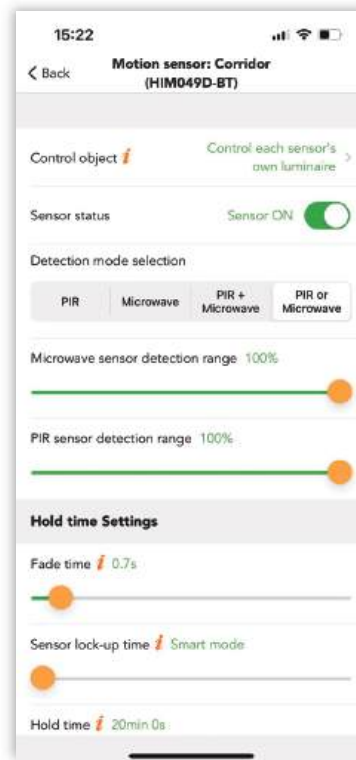 15:22
Back
Motion sensor: Corridor
(HIM049D-BT)
Control object i
Control each sensor's
own luminaire
Sensor status
Sensor ON
Detection mode selection
PIR
Microwave
PIR +
Microwave
PIR or
Microwave
Microwave sensor detection range 100%
PIR sensor detection range 100%
Hold time Settings
Fade time i 0.7s
Sensor lock-up time i Smart mode
Hold time i 20min 0s